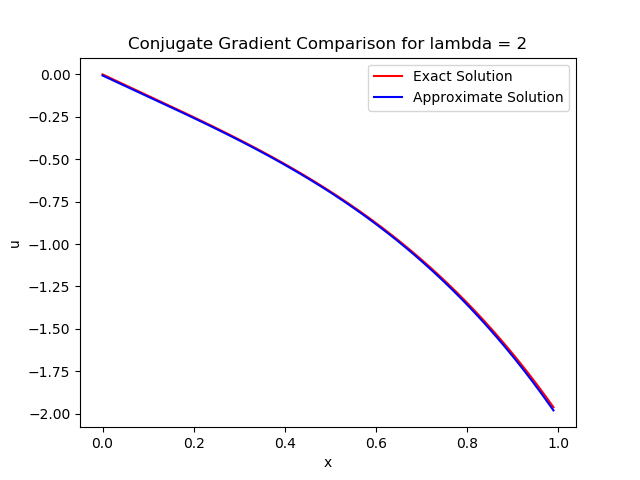 Conjugate Gradient Comparison for lambda = 2
Exact Solution
Approximate Solution
0.00
−0.25
−0.50
−0.75
−1.00
−1.25
−1.50
−1.75
−2.00
u
0.0 0.2 0.4 0.6 0.8 1.0
x